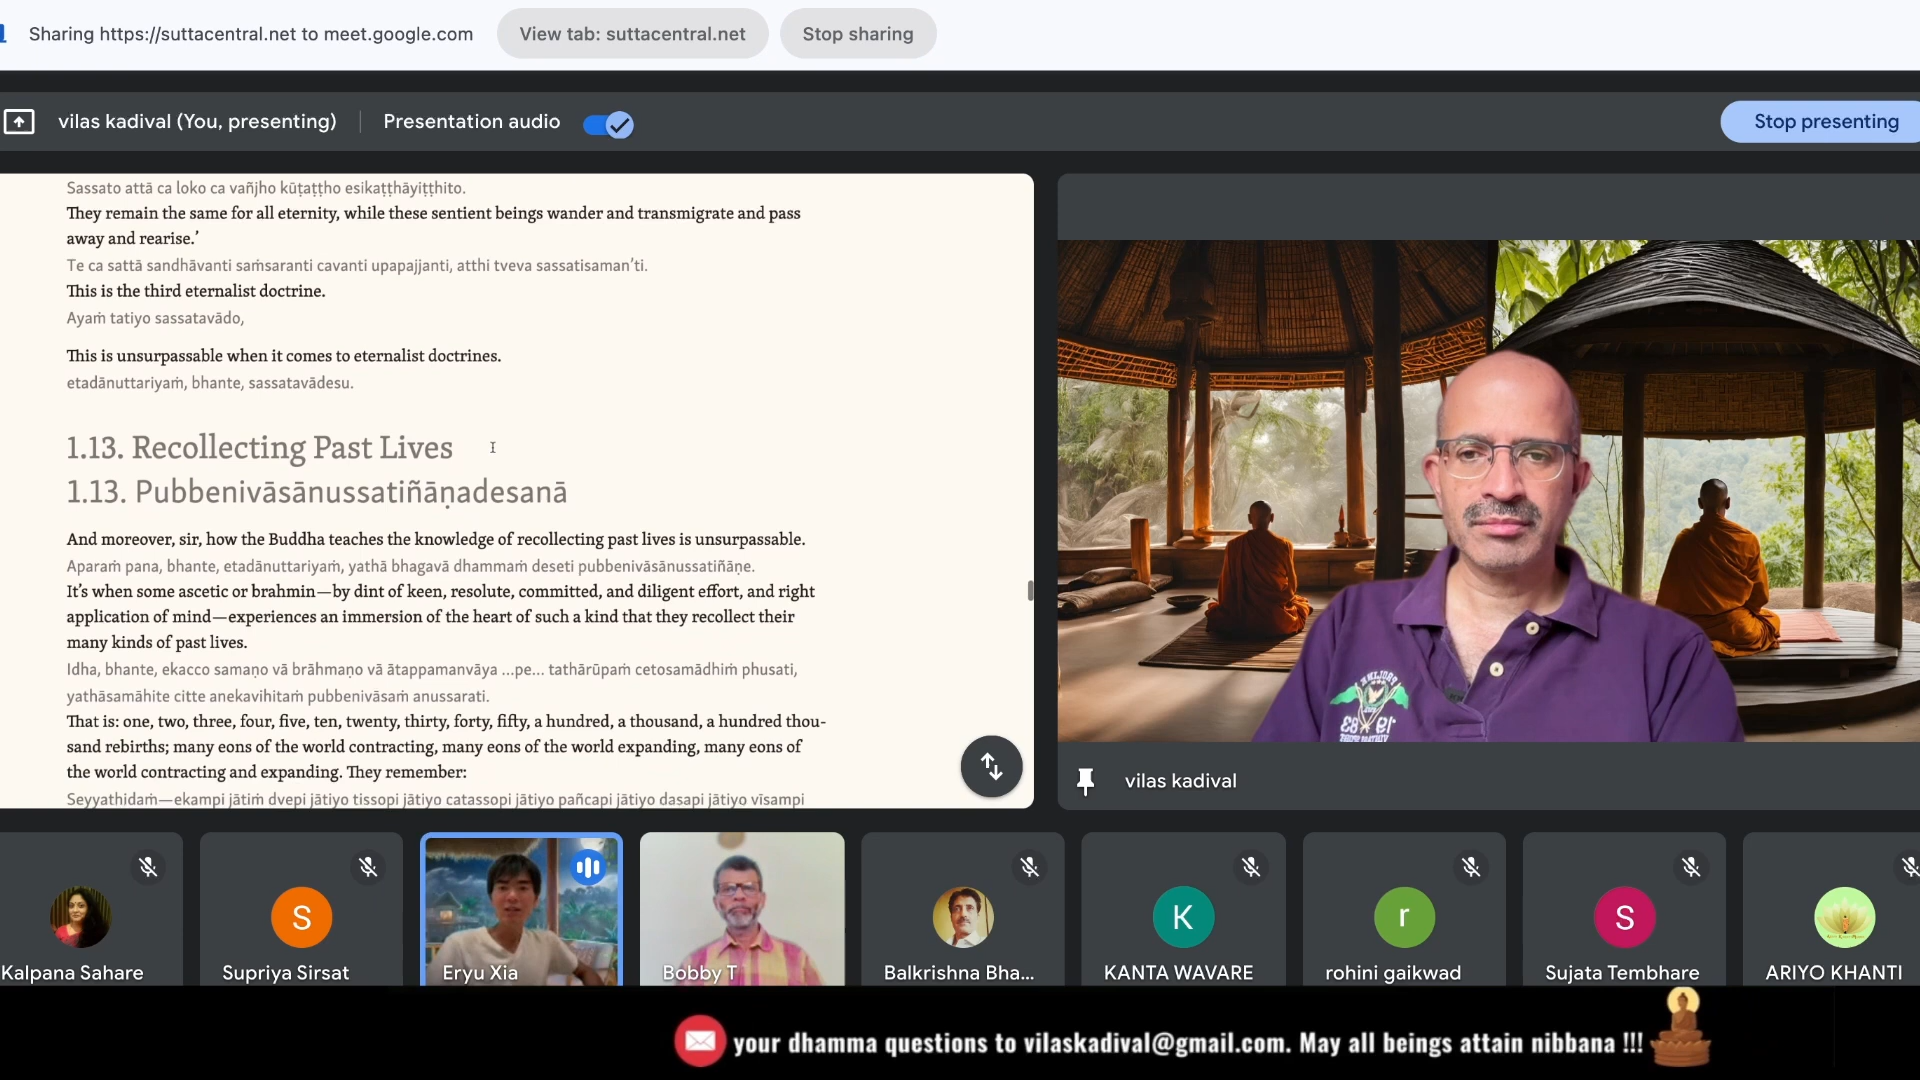 Sharing https://suttacentral.net to meet.google.com
View tab: suttacentral.net
Stop sharing
vilas kadival (You, presenting)
Presentation audio
Stop presenting
Sassato attā ca loko ca vañjho kūṭaṭṭho esikaṭṭhāyiṭṭhito.
They remain the same for all eternity, while these sentient beings wander and transmigrate and pass
away and rearise.’
Te ca sattā sandhāvanti saṁsaranti cavanti upapajjanti, atthi tveva sassatisaman’ti.
This is the third eternalist doctrine.
Ayaṁ tatiyo sassatavādo,
This is unsurpassable when it comes to eternalist doctrines.
etadānuttariyaṁ, bhante, sassatavādesu.
1.13. Recollecting Past Lives
1.13. Pubbenivāsānussatiñāṇadesanā
And moreover, sir, how the Buddha teaches the knowledge of recollecting past lives is unsurpassable.
Aparaṁ pana, bhante, etadānuttariyaṁ, yathā bhagavā dhammaṁ deseti pubbenivāsānussatiñāṇe.
It’s when some ascetic or brahmin—by dint of keen, resolute, committed, and diligent effort, and right
application of mind—experiences an immersion of the heart of such a kind that they recollect their
many kinds of past lives.
Idha, bhante, ekacco samaṇo vā brāhmaṇo vā ātappamanvāya …pe… tathārūpaṁ cetosamādhiṁ phusati,
yathāsamāhite citte anekavihitaṁ pubbenivāsaṁ anussarati.
That is: one, two, three, four, five, ten, twenty, thirty, forty, fifty, a hundred, a thousand, a hundred thou-
sand rebirths; many eons of the world contracting, many eons of the world expanding, many eons of
the world contracting and expanding. They remember:
Seyyathidaṁ—ekampi jātiṁ dvepi jātiyo tissopi jātiyo catassopi jātiyo pañcapi jātiyo dasapi jātiyo vīsampi
vilas kadival
S
K
r
S
Kalpana Sahare
Supriya Sirsat
Eryu Xia
Bobby T
Balkrishna Bha...
KANTA WAVARE
rohini gaikwad
Sujata Tembhare
ARIYO KHANTI
your dhamma questions to vilaskadival@gmail.com. May all beings attain nibbana !!!